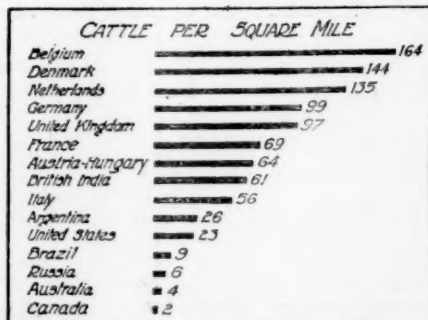 CATTLE PER SQUARE MILE
Belgium 164
Denmark 144
Netherlands 135
Germany 99
United Kingdom 97
France 69
Austria-Hungary 64
British India 61
Italy 56
Argentina 26
United States 23
Brazil 9
Russia 6
Australia 4
Canada 2